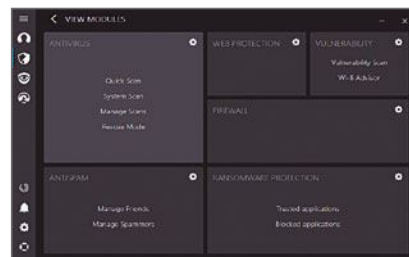 VIEW MODULES
ANTIVIRUS
Quick Scan
System Scan
Manage Scans
Rescue Mode
WEB PROTECTION
VULNERABILITY
Vulnerability Scan
Wi-Fi Advisor
FIREWALL
ANTISPAM
Manage Friends
Manage Spammers
RANSOMWARE PROTECTION
Trusted applications
Blocked applications